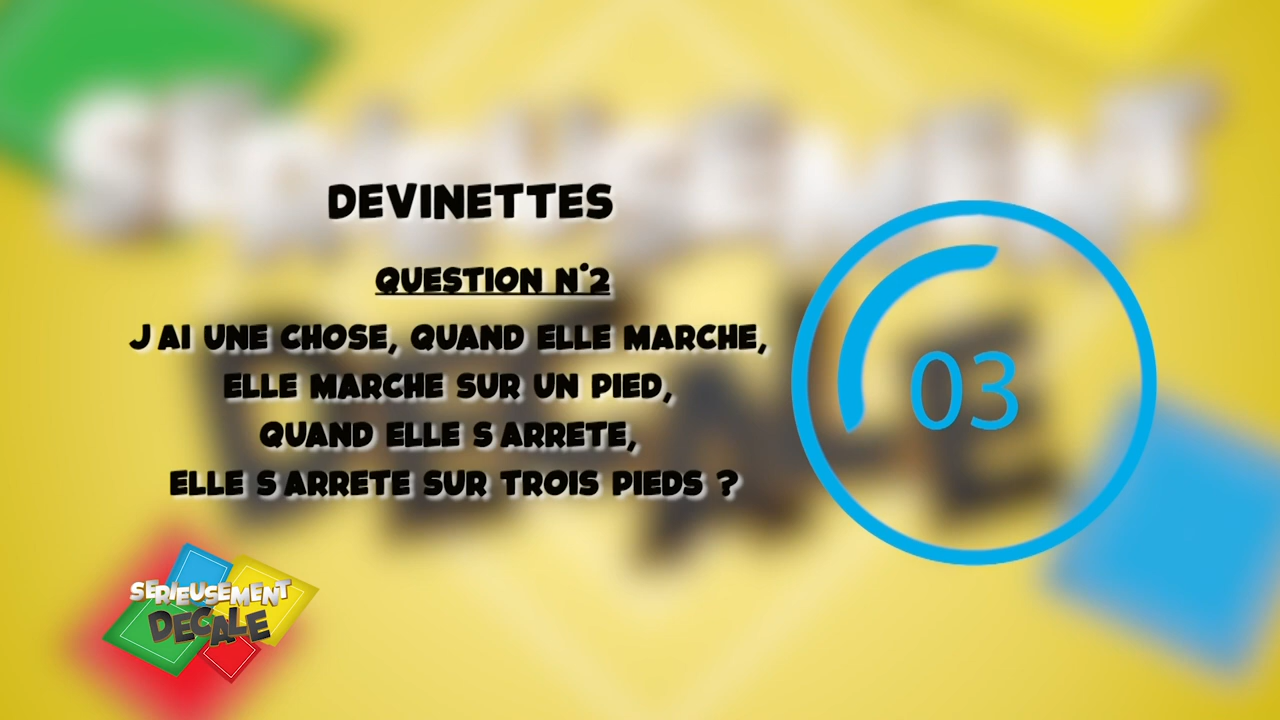 DEVINETTES
QUESTION N°2
J'AI UNE CHOSE, QUAND ELLE MARCHE,
ELLE MARCHE SUR UN PIED,
QUAND ELLE S'ARRETE,
ELLE S'ARRETE SUR TROIS PIEDS ?
03
SERIEUSEMENT
DECALE